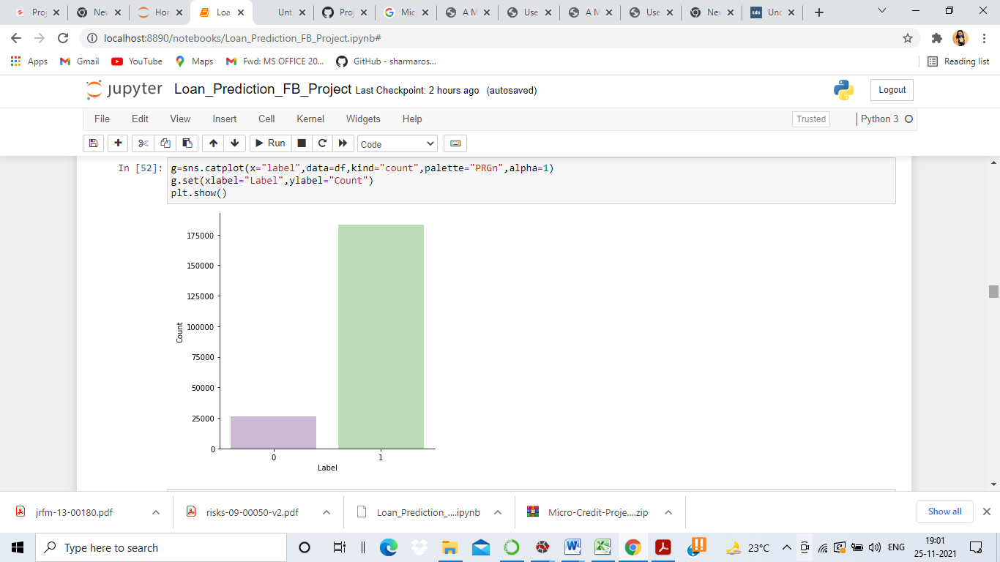 Proj
Nev
Hor
Loa
Unti
Proj
Mic
A M
Use
A M
Use
Nev
tds
Unc
localhost:8890/notebooks/Loan_Prediction_FB_Project.ipynb#
Apps
Gmail
YouTube
Maps
Fwd: MS OFFICE 20...
GitHub - sharmaros...
Reading list
jupyter Loan_Prediction_FB_Project Last Checkpoint: 2 hours ago (autosaved)
Logout
File Edit View Insert Cell Kernel Widgets Help
Trusted
Python 3
Run
Code
In [52]:
g=sns.catplot(x="label",data=df,kind="count",palette="PRGn",alpha=1)
g.set(xlabel="Label",ylabel="Count")
plt.show()
175000
150000
125000
100000
75000
50000
25000
0
Count
0 1
Label
jrfm-13-00180.pdf
risks-09-00050-v2.pdf
Loan_Prediction_....ipynb
Micro-Credit-Proje....zip
Show all
Type here to search
23°C
ENG
19:01
25-11-2021